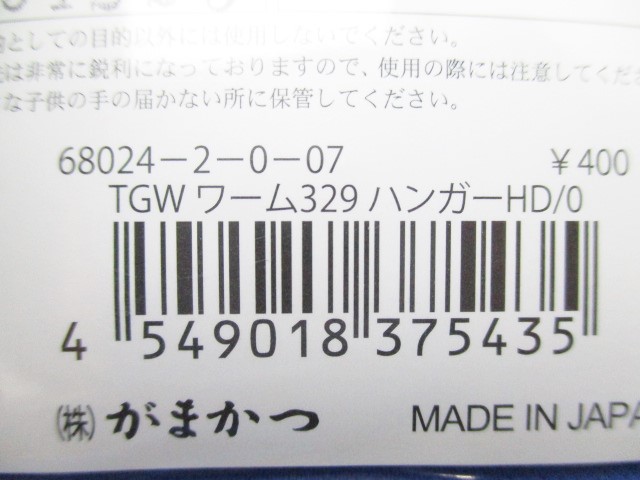 としての目的以外には使用しないでください。
は非常に鋭利になっておりますので、使用の際には注意してくださ
な子供の手の届かない所に保管してください。
68024-2-0-07 ¥400
TGW ワーム329 ハンガーHD/0
4 549018 375435
㈱がまかつ MADE IN JAPA